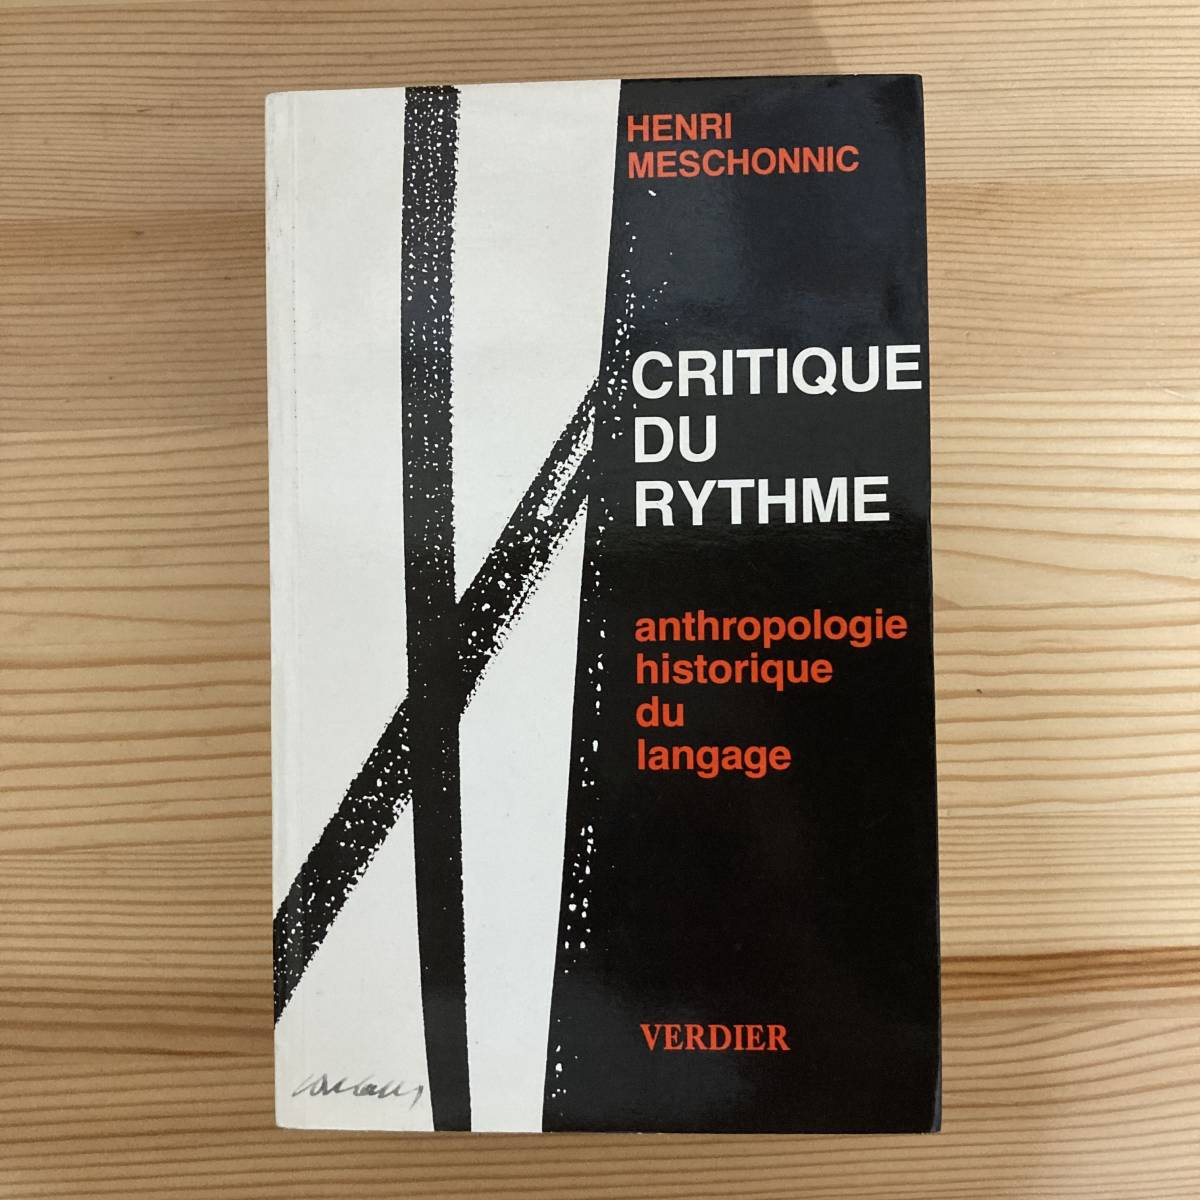 HENRI
MESCHONNIC
CRITIQUE
DU
RYTHME
anthropologie
historique
du
langage
VERDIER